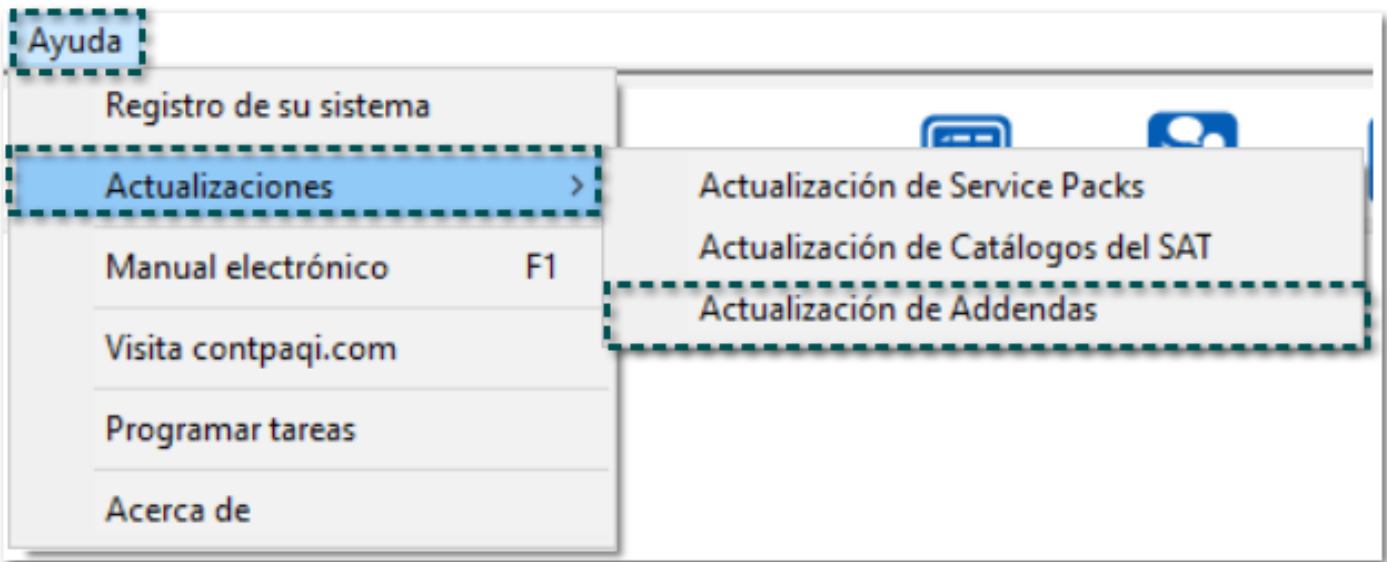 Ayuda
Registro de su sistema
Actualizaciones >
Actualización de Service Packs
Actualización de Catálogos del SAT
Actualización de Addendas
Manual electrónico F1
Visita contpaqi.com
Programar tareas
Acerca de